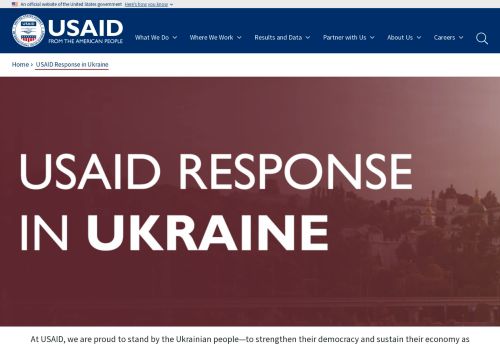 An official website of the United States government Here's how you know
USAID
FROM THE AMERICAN PEOPLE
What We Do
Where We Work
Results and Data
Partner with Us
About Us
Careers
Home › USAID Response in Ukraine
USAID RESPONSE
IN UKRAINE
At USAID, we are proud to stand by the Ukrainian people—to strengthen their democracy and sustain their economy as